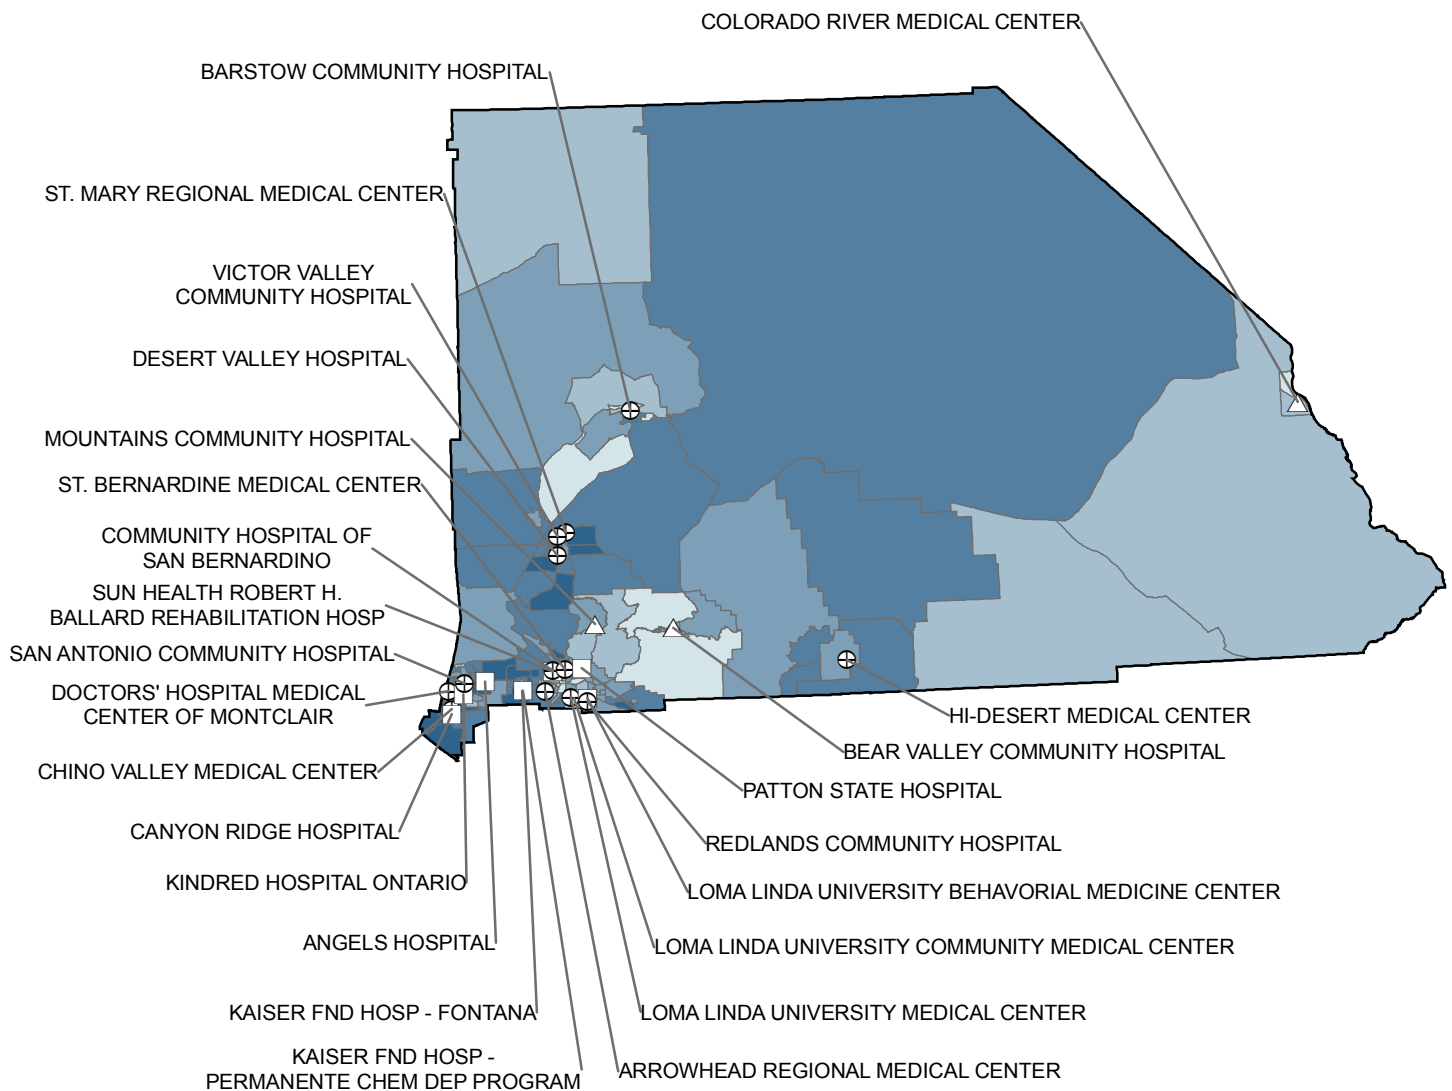 COLORADO RIVER MEDICAL CENTER
BARSTOW COMMUNITY HOSPITAL
ST. MARY REGIONAL MEDICAL CENTER
VICTOR VALLEY
COMMUNITY HOSPITAL
DESERT VALLEY HOSPITAL
MOUNTAINS COMMUNITY HOSPITAL
ST. BERNARDINE MEDICAL CENTER
COMMUNITY HOSPITAL OF
SAN BERNARDINO
SUN HEALTH ROBERT H.
BALLARD REHABILITATION HOSP
SAN ANTONIO COMMUNITY HOSPITAL
DOCTORS' HOSPITAL MEDICAL
CENTER OF MONTCLAIR
CHINO VALLEY MEDICAL CENTER
CANYON RIDGE HOSPITAL
KINDRED HOSPITAL ONTARIO
ANGELS HOSPITAL
KAISER FND HOSP - FONTANA
KAISER FND HOSP -
PERMANENTE CHEM DEP PROGRAM
HI-DESERT MEDICAL CENTER
BEAR VALLEY COMMUNITY HOSPITAL
PATTON STATE HOSPITAL
REDLANDS COMMUNITY HOSPITAL
LOMA LINDA UNIVERSITY BEHAVORIAL MEDICINE CENTER
LOMA LINDA UNIVERSITY COMMUNITY MEDICAL CENTER
LOMA LINDA UNIVERSITY MEDICAL CENTER
ARROWHEAD REGIONAL MEDICAL CENTER